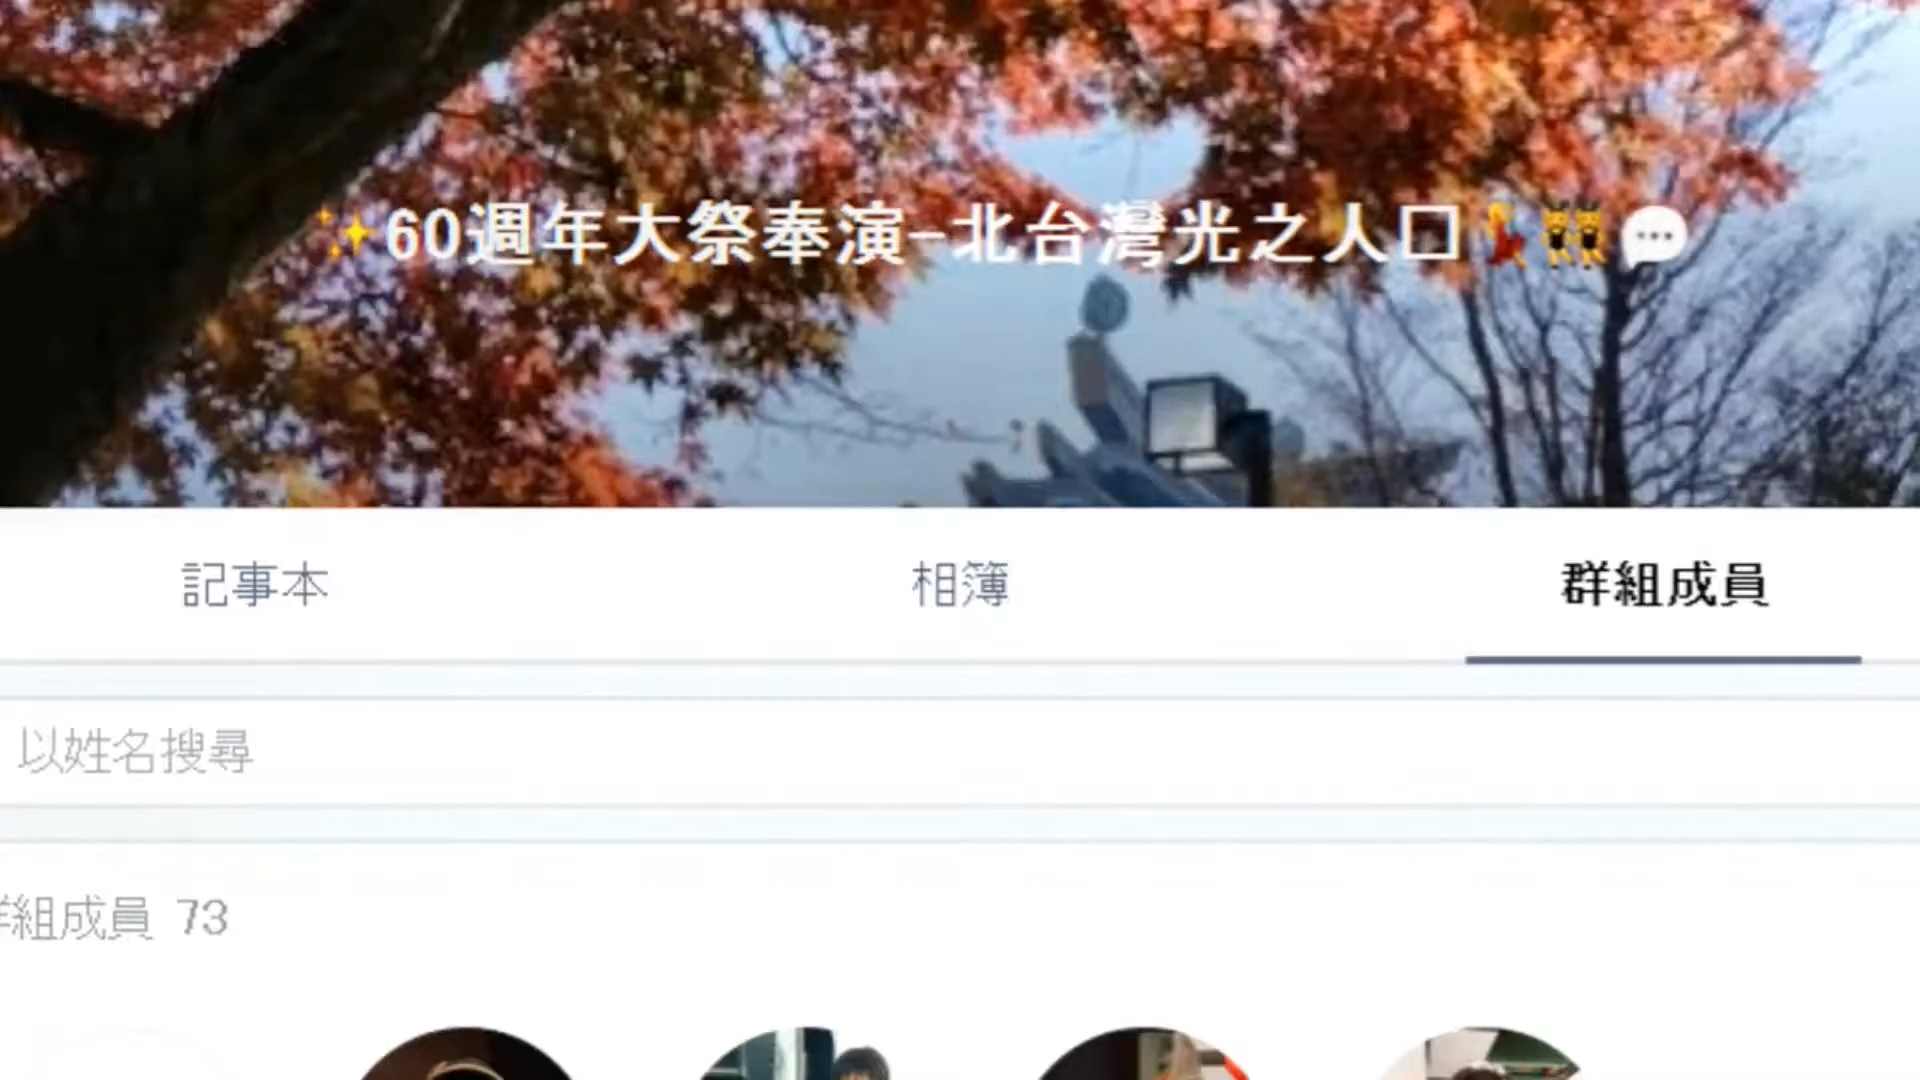 ✨60週年大祭奉演-北台灣光之人口💃👯💬
記事本
相簿
群組成員
以姓名搜尋
群組成員 73